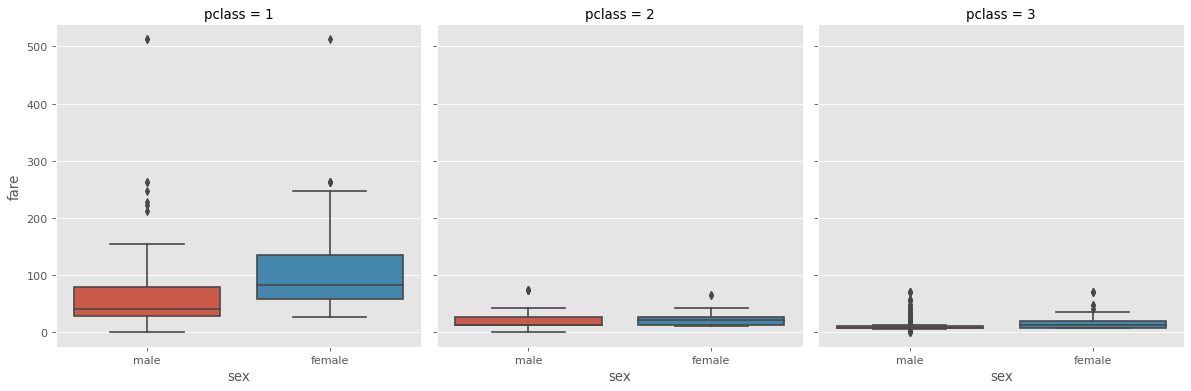 pclass = 1
pclass = 2
pclass = 3
fare
500
400
300
200
100
0
male
female
male
female
male
female
sex
sex
sex